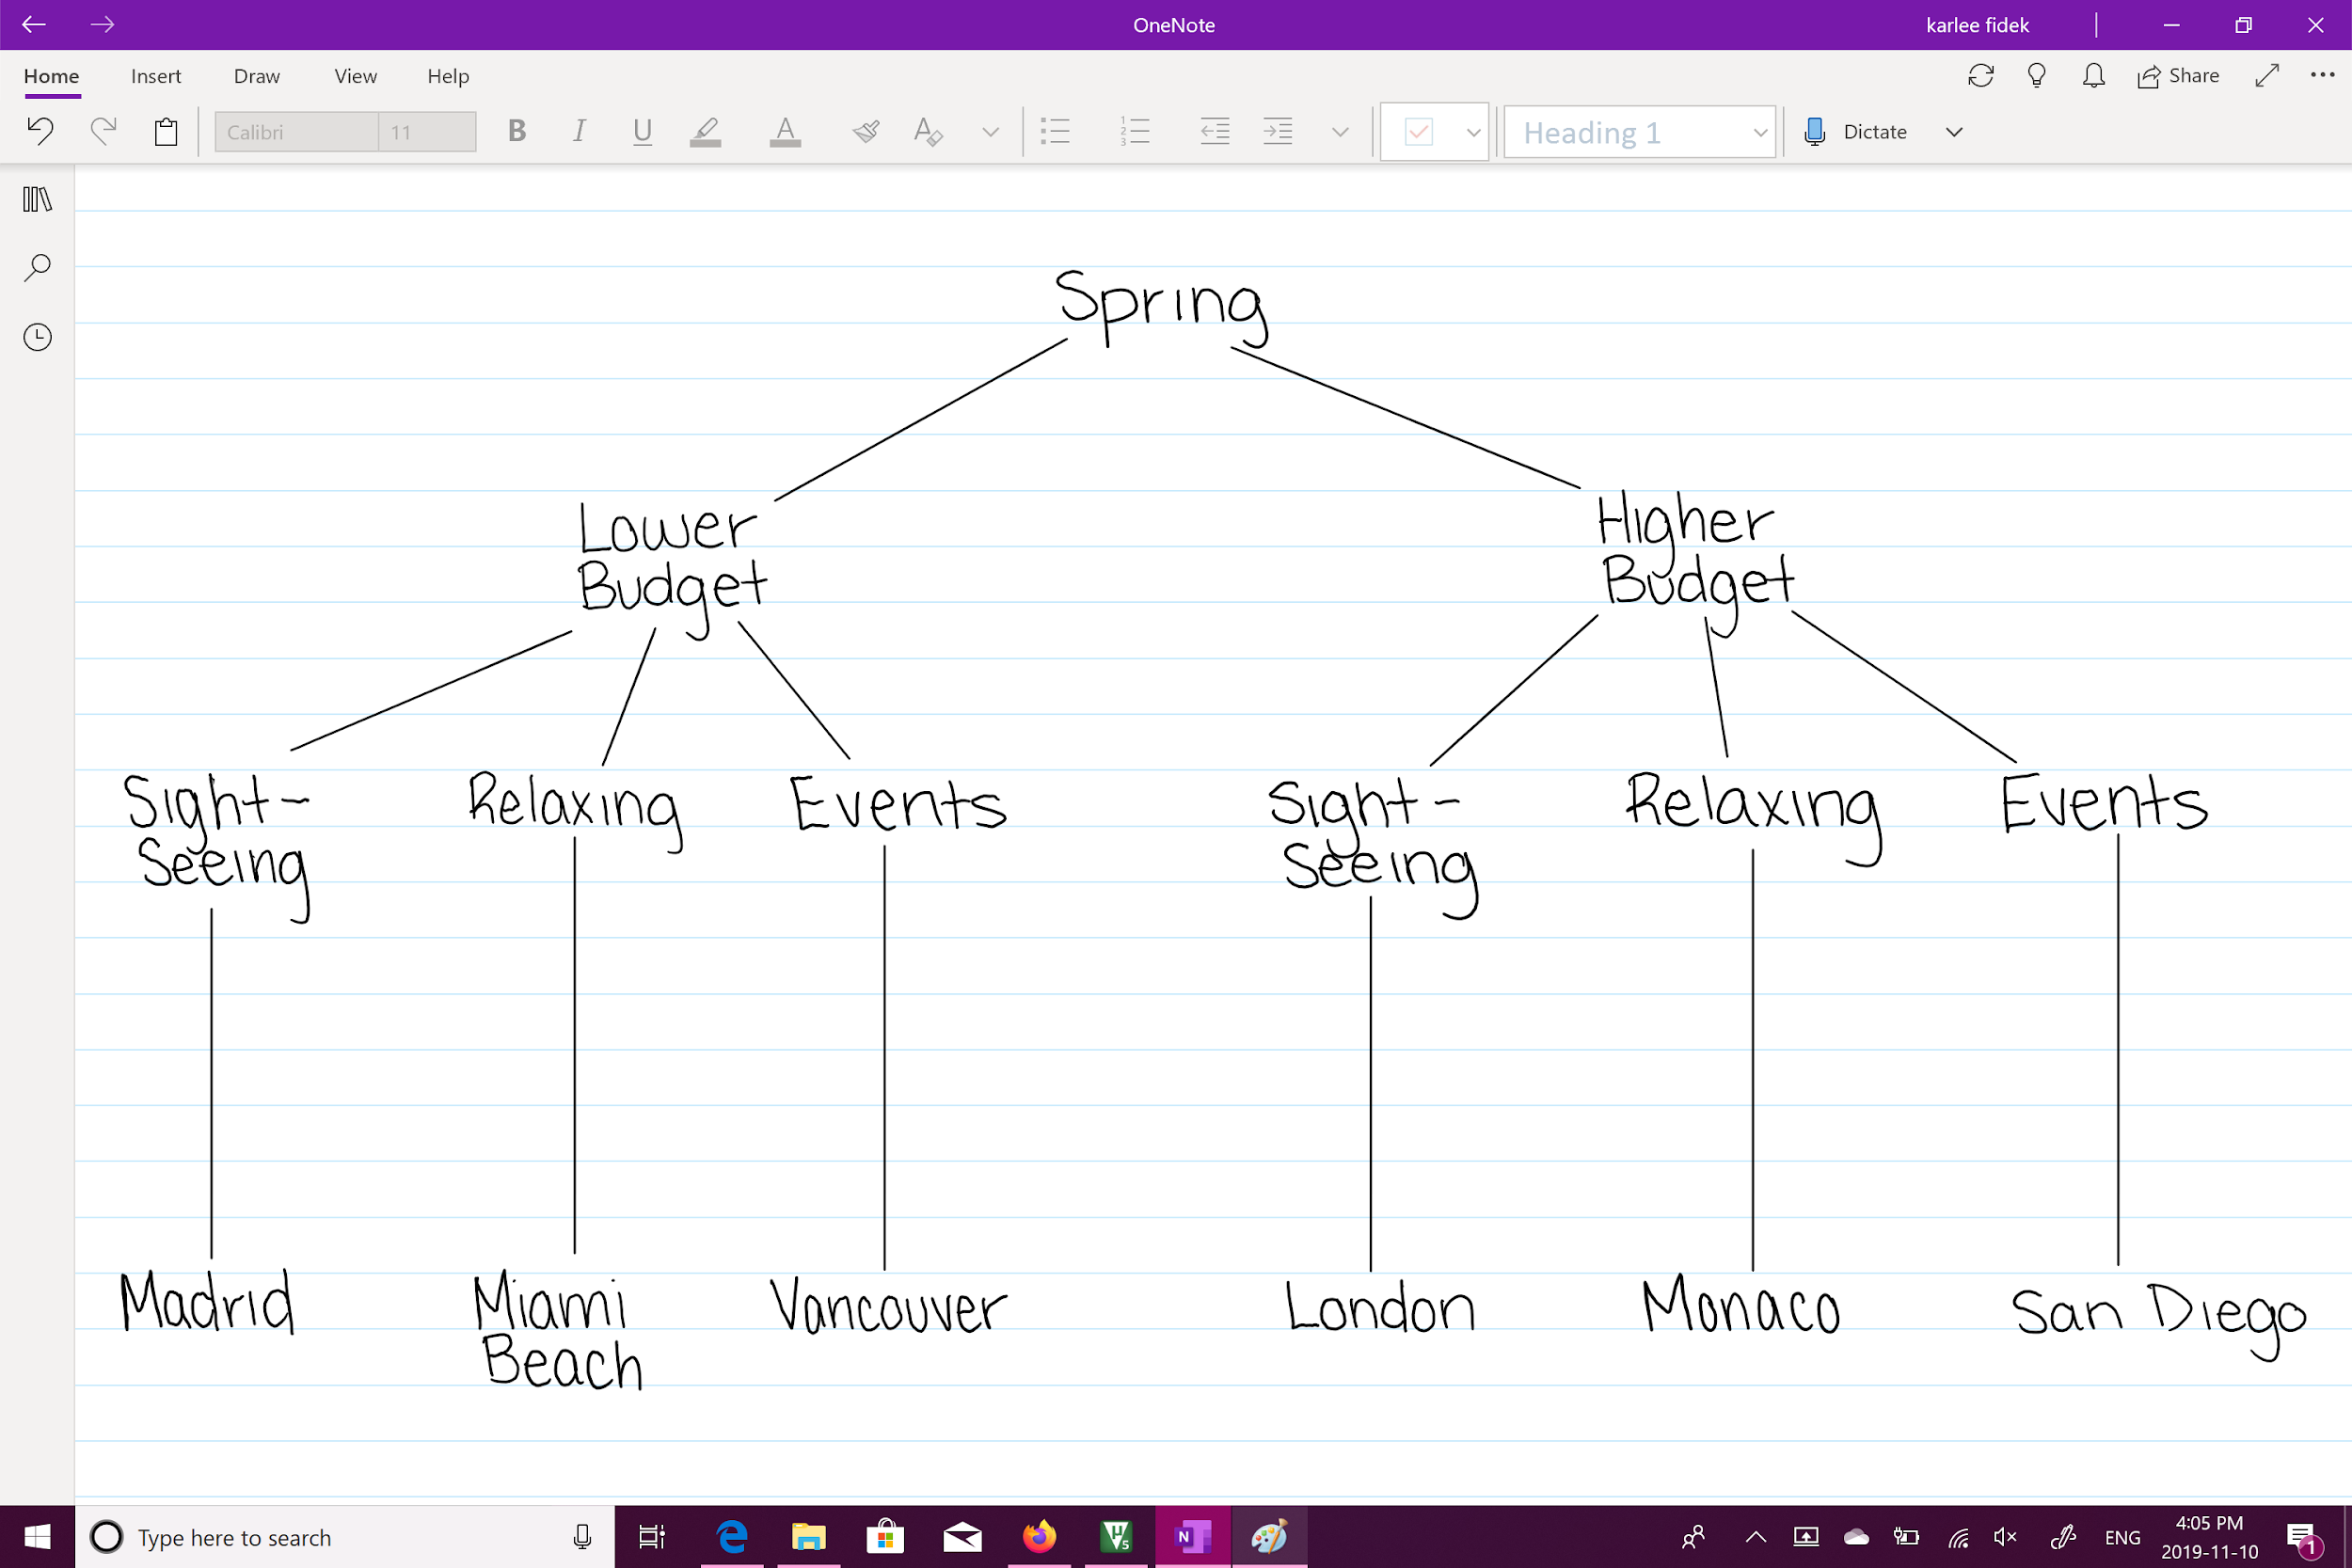 OneNote
karlee fidek
Home Insert Draw View Help
Share
Calibri 11 B I U A A Heading 1 Dictate
Spring
Lower Budget
Higher Budget
Sight-Seeing
Relaxing
Events
Sight-Seeing
Relaxing
Events
Madrid
Miami Beach
Vancouver
London
Monaco
San Diego
Type here to search
N
ENG
4:05 PM
2019-11-10
1